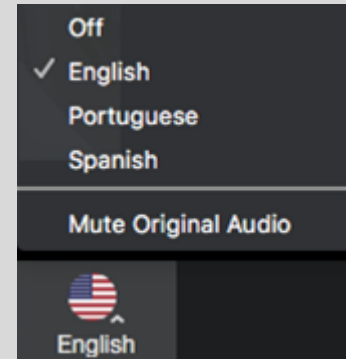 Off
English
Portuguese
Spanish
Mute Original Audio
English